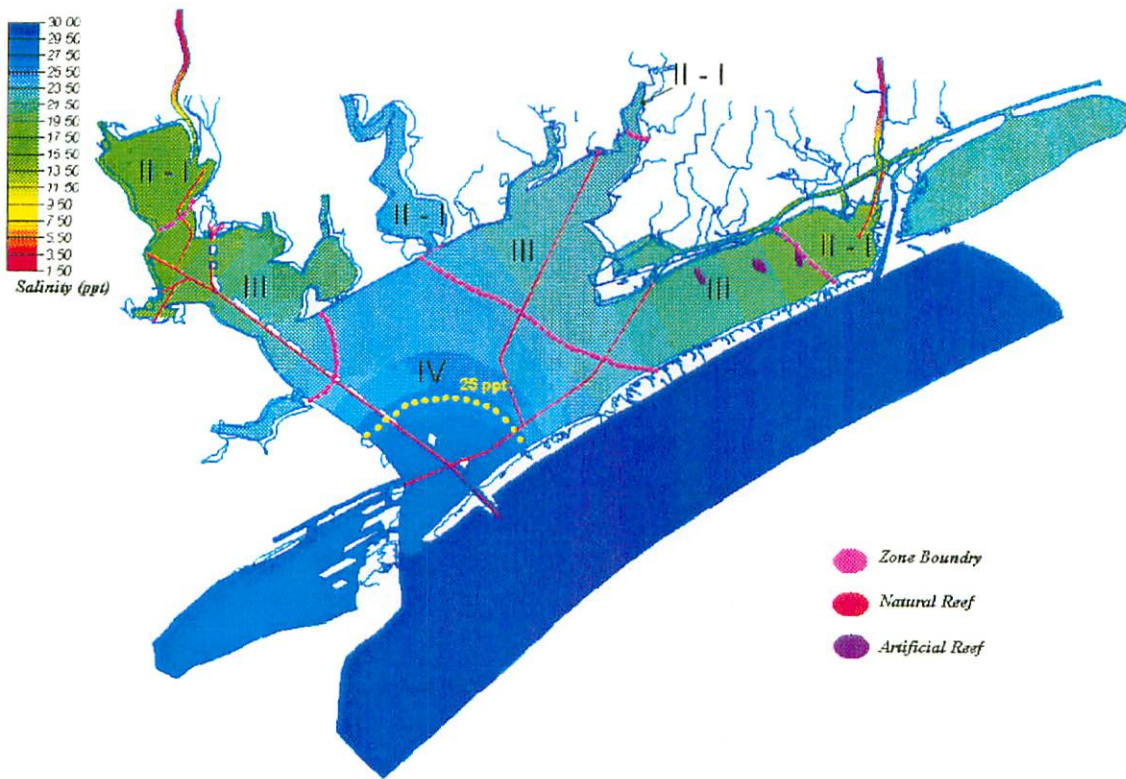 30 00
29 50
27 50
25 50
23 50
21 50
19 50
17 50
15 50
13 50
11 50
9 50
7 50
5 50
3 50
1 50
Salinity (ppt)
II - I
II - I
II - I
III
III
III
II - I
IV
25 ppt
Zone Boundry
Natural Reef
Artificial Reef